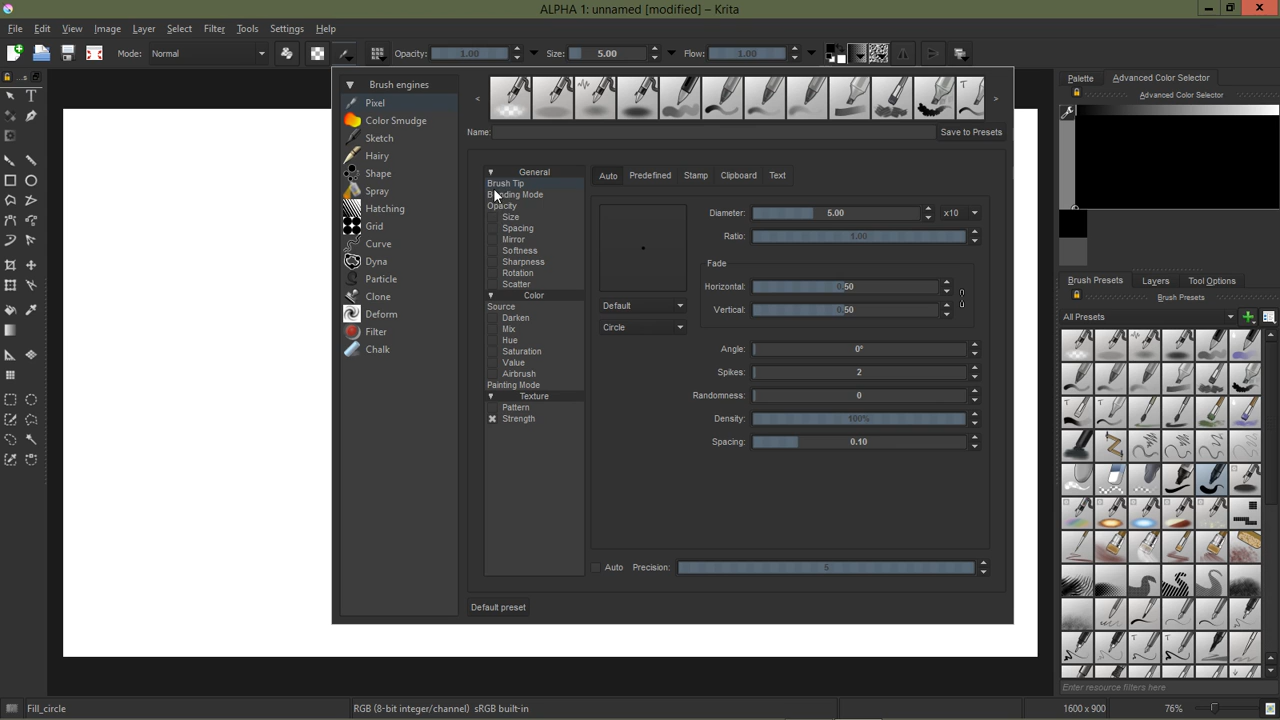 ALPHA 1: unnamed [modified] – Krita
File Edit View Image Layer Select Filter Tools Settings Help
Mode: Normal Opacity: 1.00 Size: 5.00 Flow: 1.00
...s
Brush engines
Pixel
Color Smudge
Sketch
Hairy
Shape
Spray
Hatching
Grid
Curve
Dyna
Particle
Clone
Deform
Filter
Chalk
< >
Name: Save to Presets
General
Brush Tip
Blending Mode
Opacity
Size
Spacing
Mirror
Softness
Sharpness
Rotation
Scatter
Color
Source
Darken
Mix
Hue
Saturation
Value
Airbrush
Painting Mode
Texture
Pattern
Strength
Auto Predefined Stamp Clipboard Text
Diameter: 5.00 x10
Ratio: 1.00
Fade
Horizontal: 0.50
Vertical: 0.50
Default
Circle
Angle: 0º
Spikes: 2
Randomness: 0
Density: 100%
Spacing: 0.10
Auto Precision: 5
Default preset
Palette Advanced Color Selector
Advanced Color Selector
Brush Presets Layers Tool Options
Brush Presets
All Presets
Enter resource filters here
Fill_circle RGB (8-bit integer/channel) sRGB built-in 1600 x 900 76%